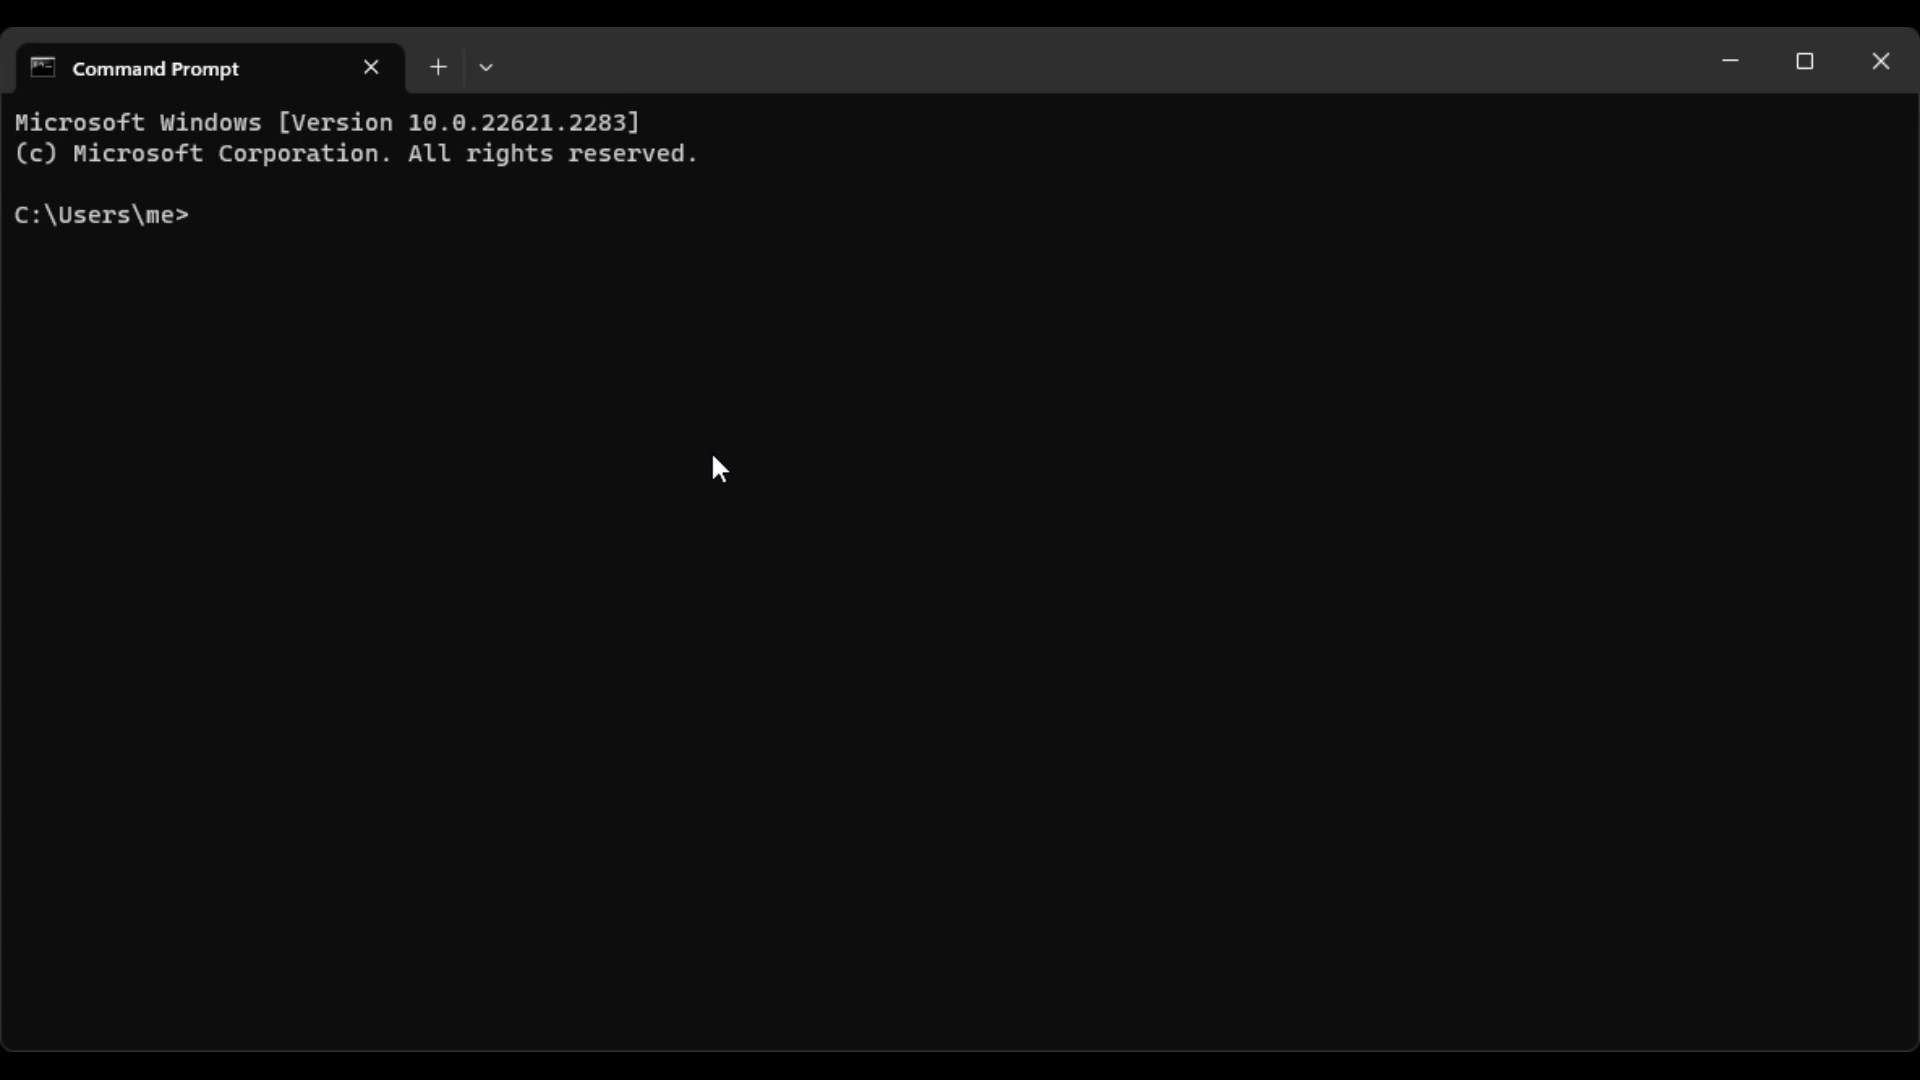 Command Prompt
Microsoft Windows [Version 10.0.22621.2283]
(c) Microsoft Corporation. All rights reserved.
C:\Users\me>